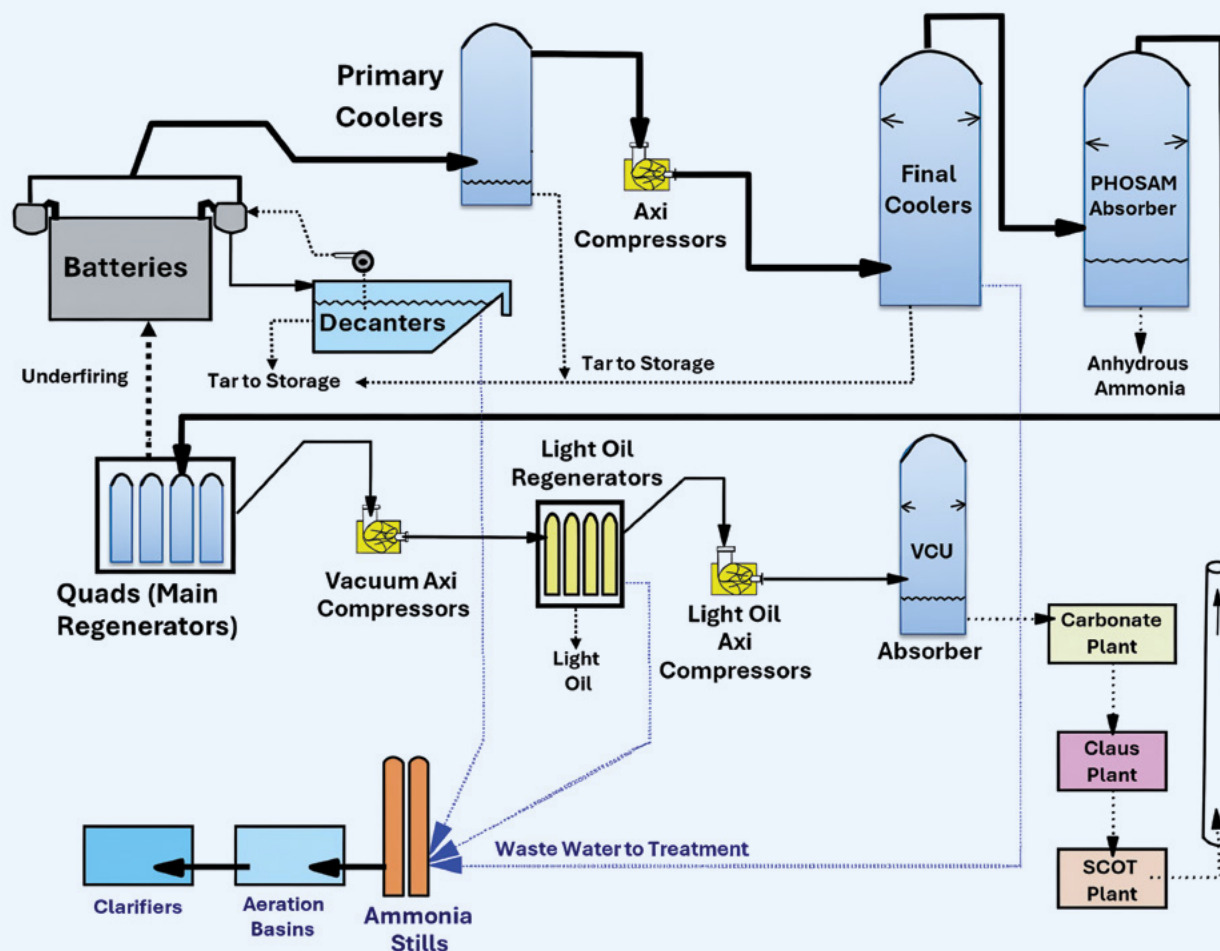 Primary
Coolers
Axi
Compressors
Final
Coolers
PHOSAM
Absorber
Batteries
Decanters
Underfiring
Tar to Storage
Tar to Storage
Anhydrous
Ammonia
Light Oil
Regenerators
VCU
Quads (Main
Regenerators)
Vacuum Axi
Compressors
Light
Oil
Light Oil
Axi
Compressors
Absorber
Carbonate
Plant
Claus
Plant
SCOT
Plant
Waste Water to Treatment
Clarifiers
Aeration
Basins
Ammonia
Stills